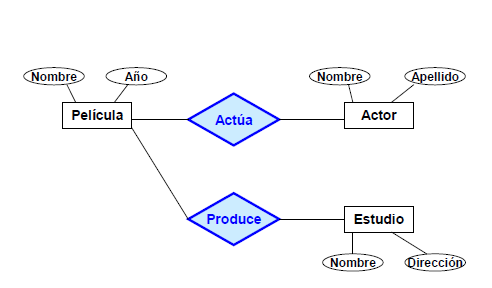 Nombre
Año
Nombre
Apellido
Película
Actúa
Actor
Produce
Estudio
Nombre
Dirección